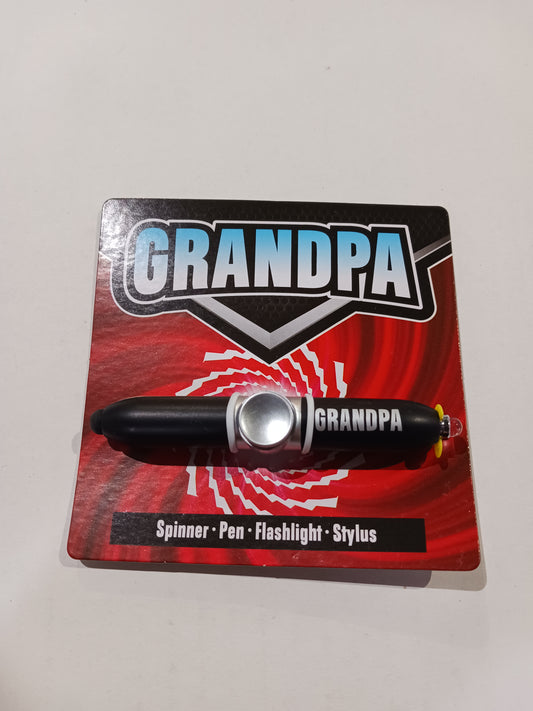 GRANDPA
GRANDPA
Spinner · Pen · Flashlight · Stylus